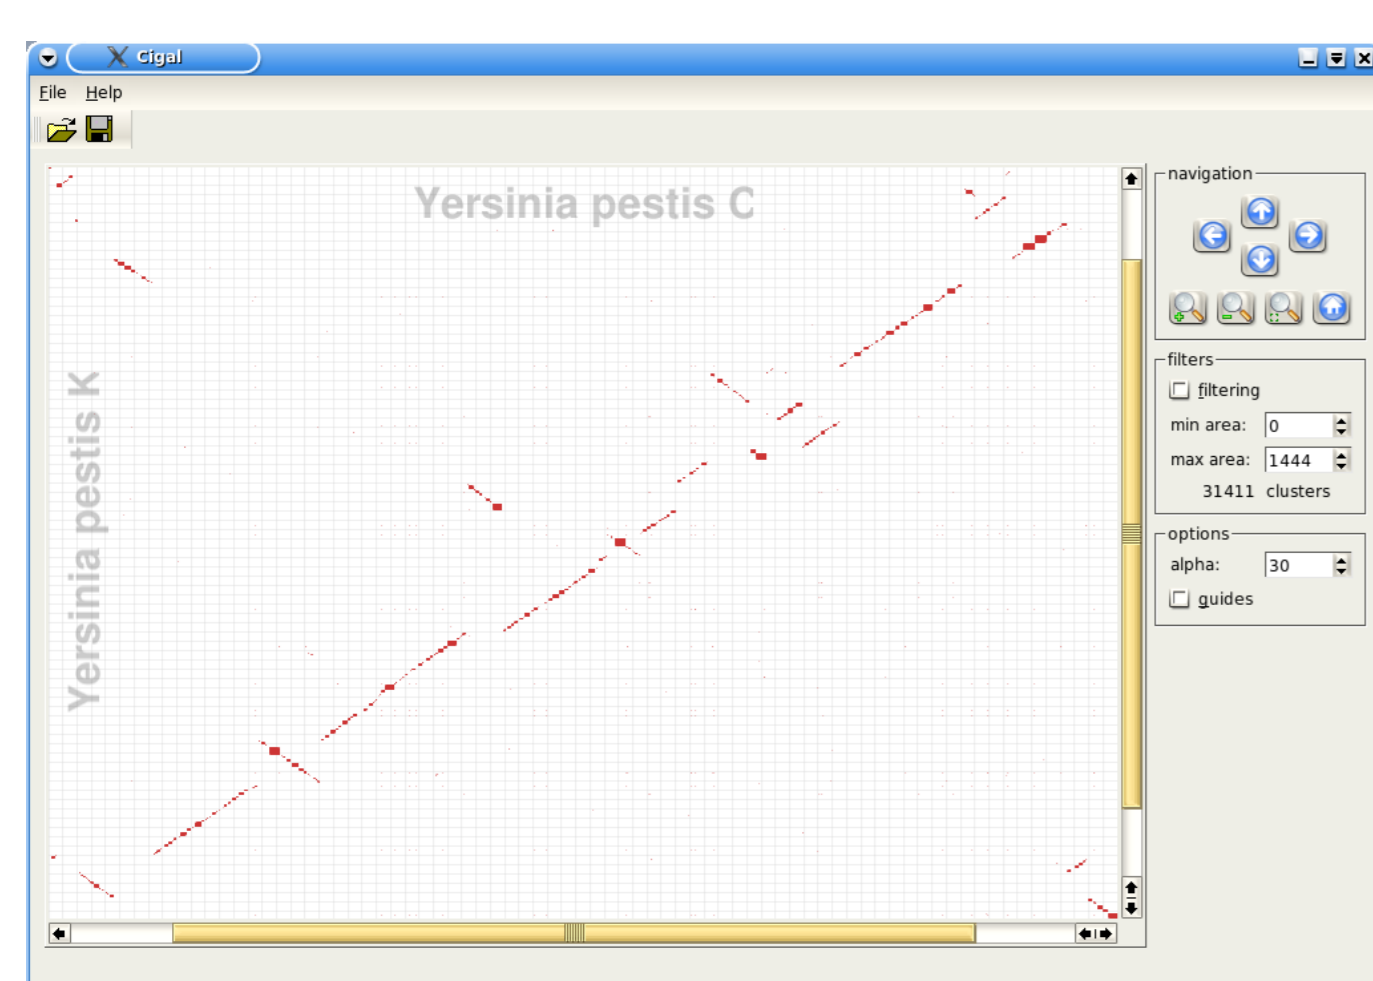 Cigal
File Help
Yersinia pestis C
Yersinia pestis K
navigation
filters
filtering
min area: 0
max area: 1444
31411 clusters
options
alpha: 30
guides